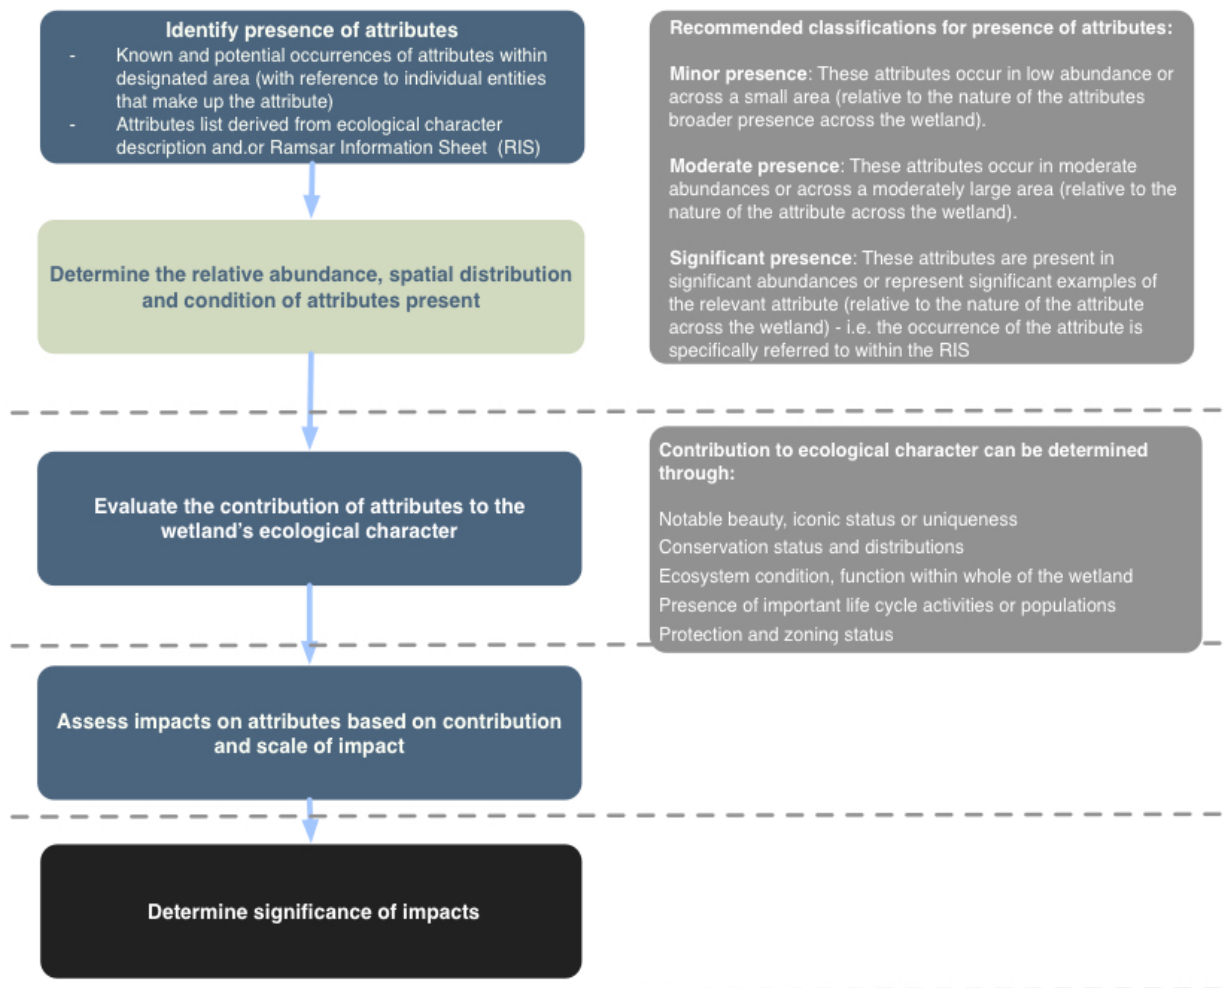 Identify presence of attributes
- Known and potential occurrences of attributes within
designated area (with reference to individual entities
that make up the attribute)
- Attributes list derived from ecological character
description and.or Ramsar Information Sheet (RIS)
Determine the relative abundance, spatial distribution
and condition of attributes present
Recommended classifications for presence of attributes:
Minor presence: These attributes occur in low abundance or
across a small area (relative to the nature of the attributes
broader presence across the wetland).
Moderate presence: These attributes occur in moderate
abundances or across a moderately large area (relative to the
nature of the attribute across the wetland).
Significant presence: These attributes are present in
significant abundances or represent significant examples of
the relevant attribute (relative to the nature of the attribute
across the wetland) - i.e. the occurrence of the attribute is
specifically referred to within the RIS
Evaluate the contribution of attributes to the
wetland's ecological character
Contribution to ecological character can be determined
through:
Notable beauty, iconic status or uniqueness
Conservation status and distributions
Ecosystem condition, function within whole of the wetland
Presence of important life cycle activities or populations
Protection and zoning status
Assess impacts on attributes based on contribution
and scale of impact
Determine significance of impacts